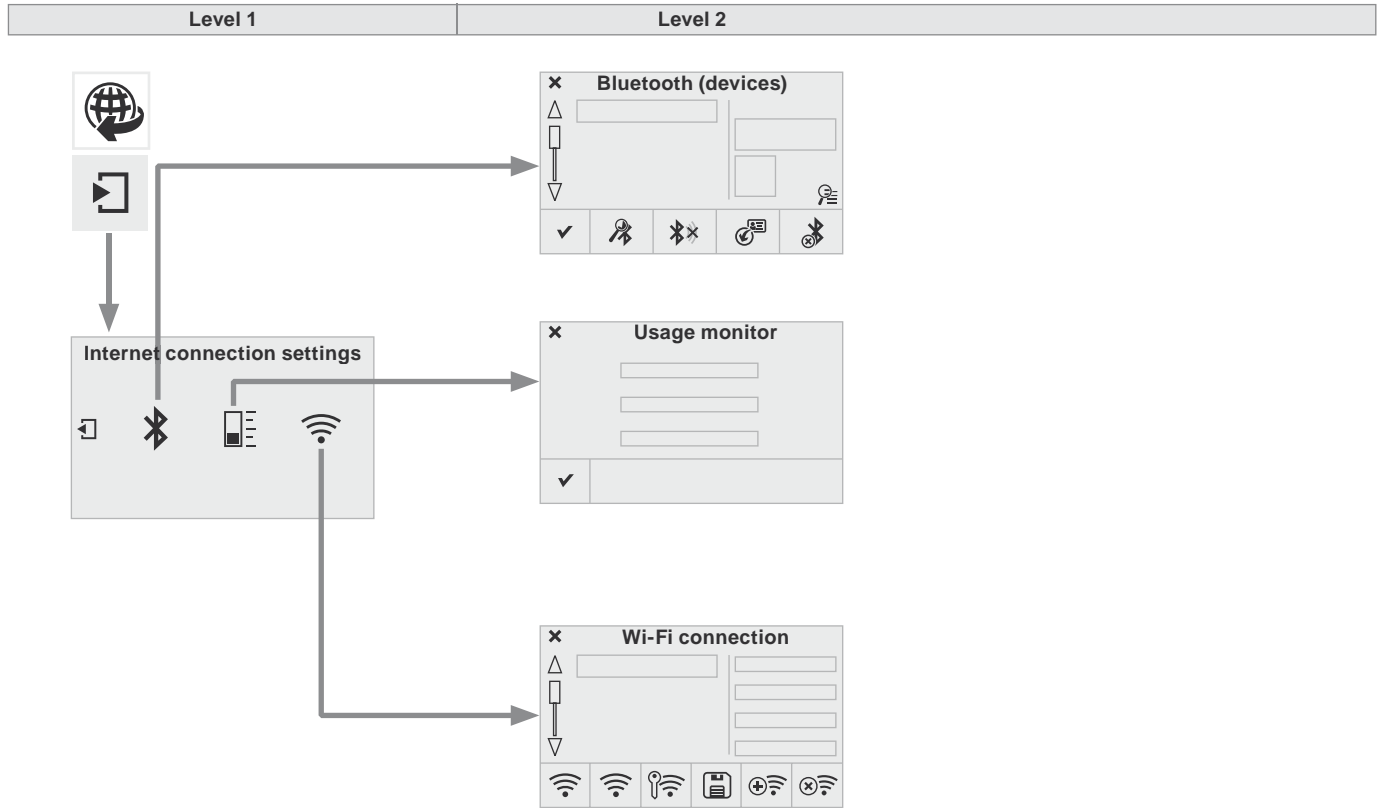 Level 1
Level 2
Bluetooth (devices)
Internet connection settings
Usage monitor
Wi-Fi connection